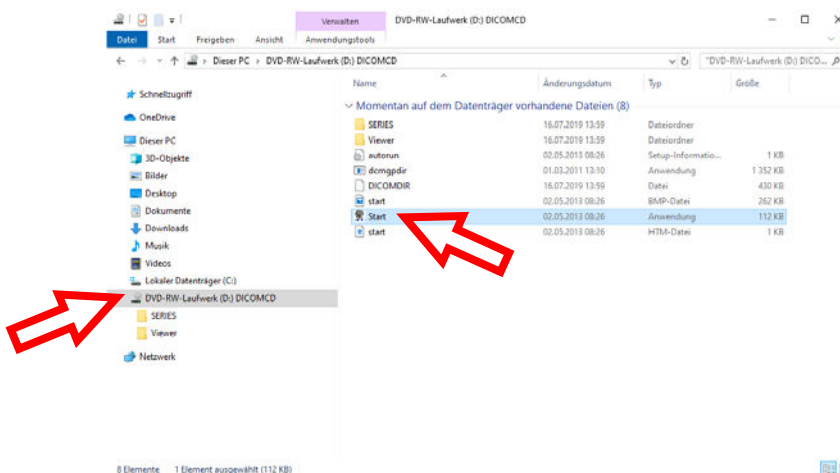 Verwalten DVD-RW-Laufwerk (D:) DICOMCD
Datei Start Freigeben Ansicht Anwendungstools
Dieser PC > DVD-RW-Laufwerk (D:) DICOMCD "DVD-RW-Laufwerk (D:) DICO...
Name Änderungsdatum Typ Größe
Schnellzugriff
OneDrive
Dieser PC
3D-Objekte
Bilder
Desktop
Dokumente
Downloads
Musik
Videos
Lokaler Datenträger (C:)
DVD-RW-Laufwerk (D:) DICOMCD
SERIES
Viewer
Netzwerk
Momentan auf dem Datenträger vorhandene Dateien (8)
SERIES 16.07.2019 13:59 Dateiordner
Viewer 16.07.2019 13:59 Dateiordner
autorun 02.05.2013 08:26 Setup-Informatio... 1 KB
dcmgpdir 01.03.2011 13:10 Anwendung 1 352 KB
DICOMDIR 16.07.2019 13:59 Datei 430 KB
start 02.05.2013 08:26 BMP-Datei 262 KB
Start 02.05.2013 08:26 Anwendung 112 KB
start 02.05.2013 08:26 HTM-Datei 1 KB
8 Elemente 1 Element ausgewählt (112 KB)